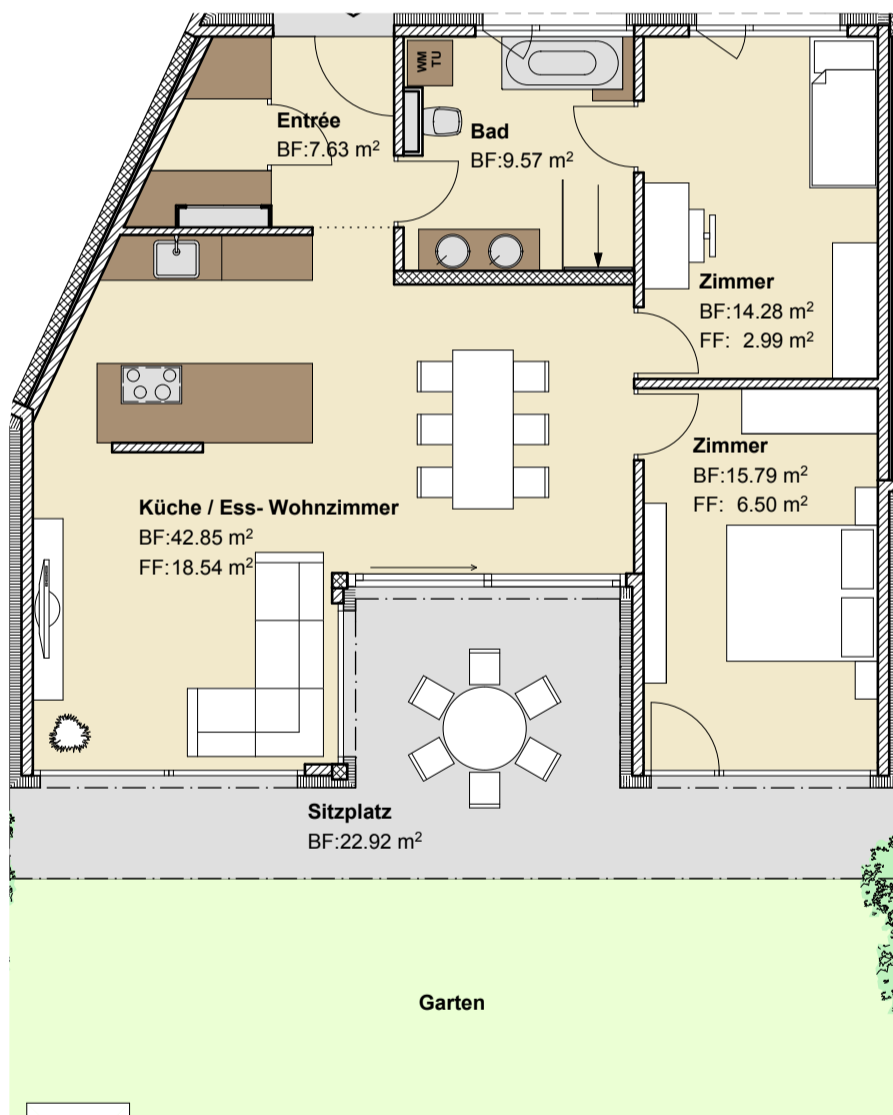 WM
TU
Entrée
BF:7.63 m²
Bad
BF:9.57 m²
Zimmer
BF:14.28 m²
FF: 2.99 m²
Zimmer
BF:15.79 m²
FF: 6.50 m²
Küche / Ess- Wohnzimmer
BF:42.85 m²
FF:18.54 m²
Sitzplatz
BF:22.92 m²
Garten